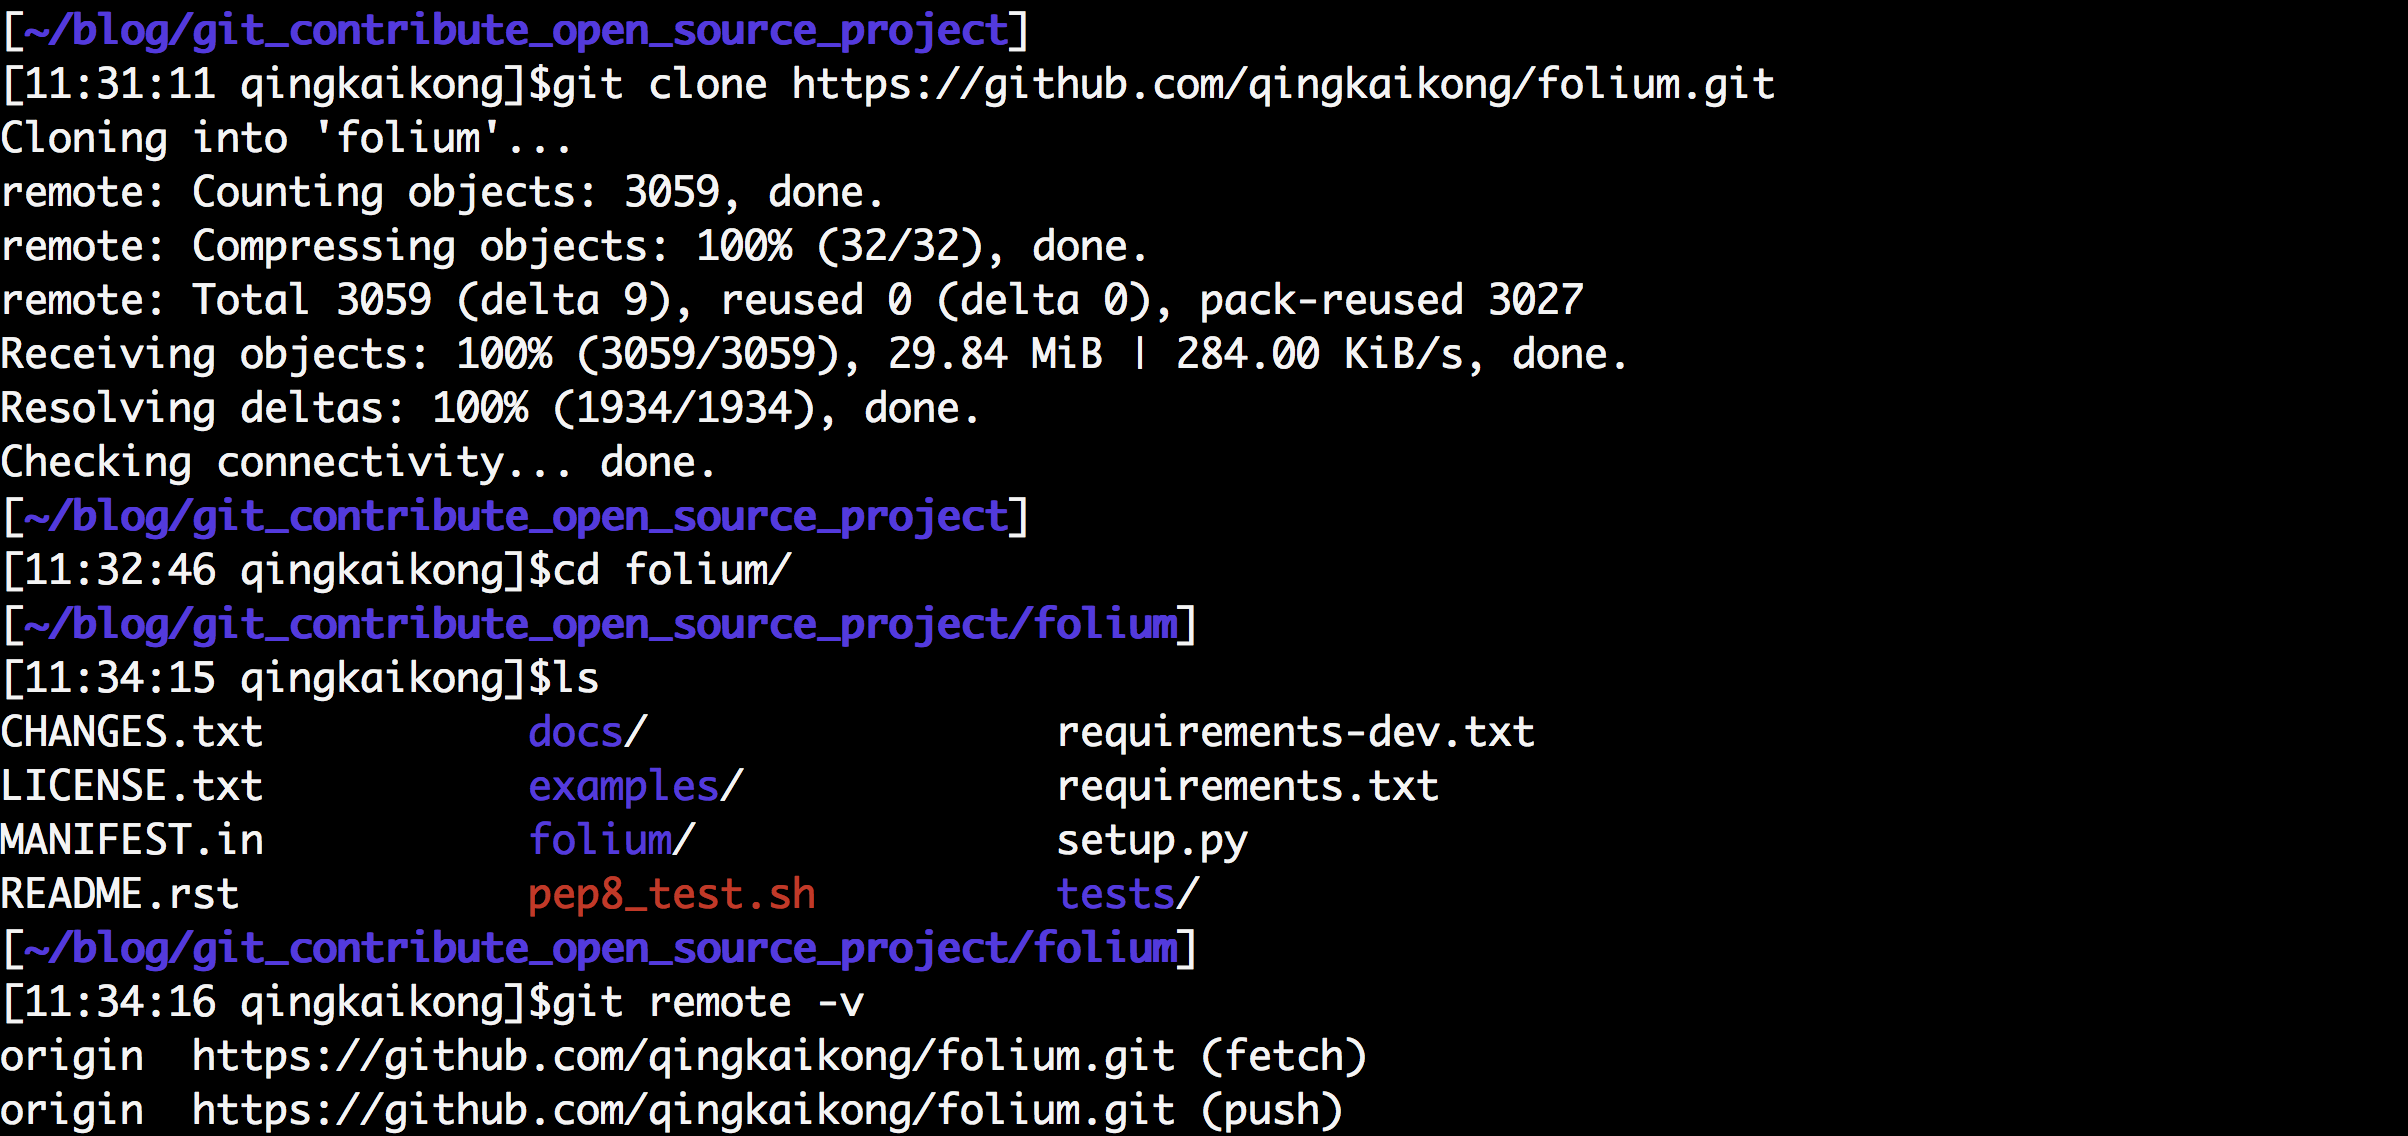 [~/blog/git_contribute_open_source_project]
[11:31:11 qingkaikong]$git clone https://github.com/qingkaikong/folium.git
Cloning into 'folium'...
remote: Counting objects: 3059, done.
remote: Compressing objects: 100% (32/32), done.
remote: Total 3059 (delta 9), reused 0 (delta 0), pack-reused 3027
Receiving objects: 100% (3059/3059), 29.84 MiB | 284.00 KiB/s, done.
Resolving deltas: 100% (1934/1934), done.
Checking connectivity... done.
[~/blog/git_contribute_open_source_project]
[11:32:46 qingkaikong]$cd folium/
[~/blog/git_contribute_open_source_project/folium]
[11:34:15 qingkaikong]$ls
CHANGES.txt           docs/                 requirements-dev.txt
LICENSE.txt           examples/             requirements.txt
MANIFEST.in           folium/               setup.py
README.rst            pep8_test.sh          tests/
[~/blog/git_contribute_open_source_project/folium]
[11:34:16 qingkaikong]$git remote -v
origin  https://github.com/qingkaikong/folium.git (fetch)
origin  https://github.com/qingkaikong/folium.git (push)